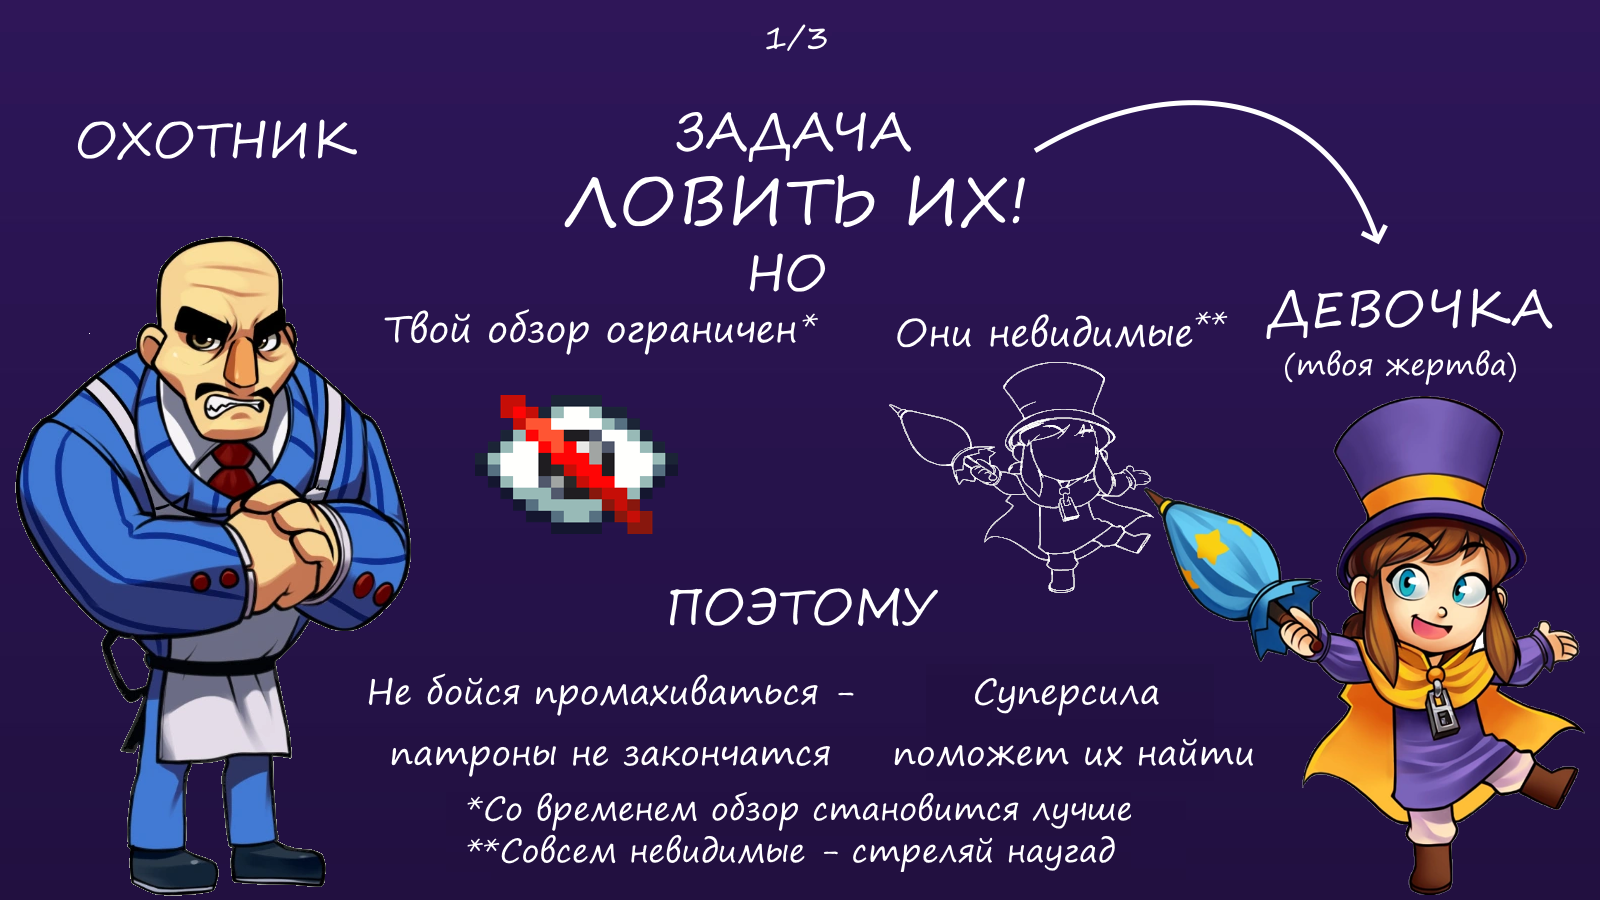 1/3
ОХОТНИК
ЗАДАЧА
ЛОВИТЬ ИХ!
НО
Твой обзор ограничен*
Они невидимые**
ДЕВОЧКА
(твоя жертва)
ПОЭТОМУ
Не бойся промахиваться -
патроны не закончатся
Суперсила
поможет их найти
*Со временем обзор становится лучше
**Совсем невидимые - стреляй наугад